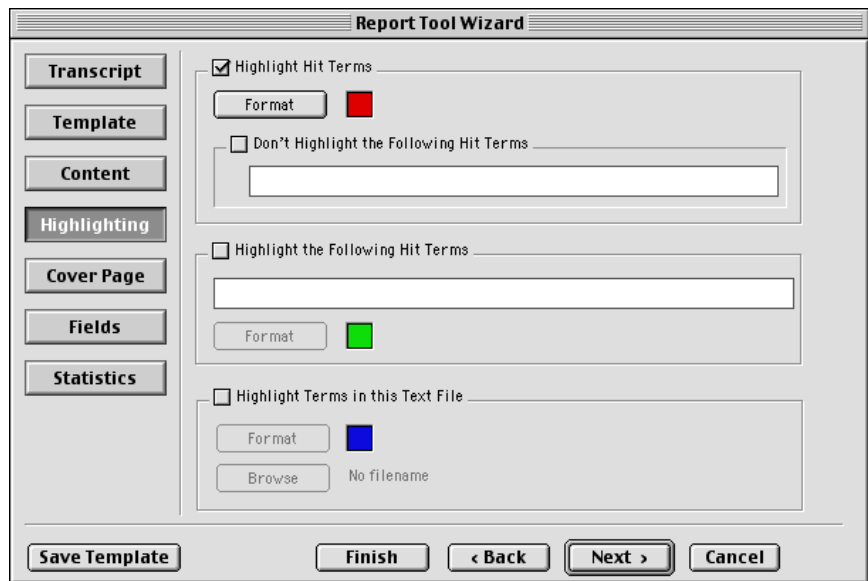 Report Tool Wizard
Transcript
Template
Content
Highlighting
Cover Page
Fields
Statistics
Highlight Hit Terms
Format
Don't Highlight the Following Hit Terms
Highlight the Following Hit Terms
Format
Highlight Terms in this Text File
Format
Browse No filename
Save Template Finish < Back Next > Cancel